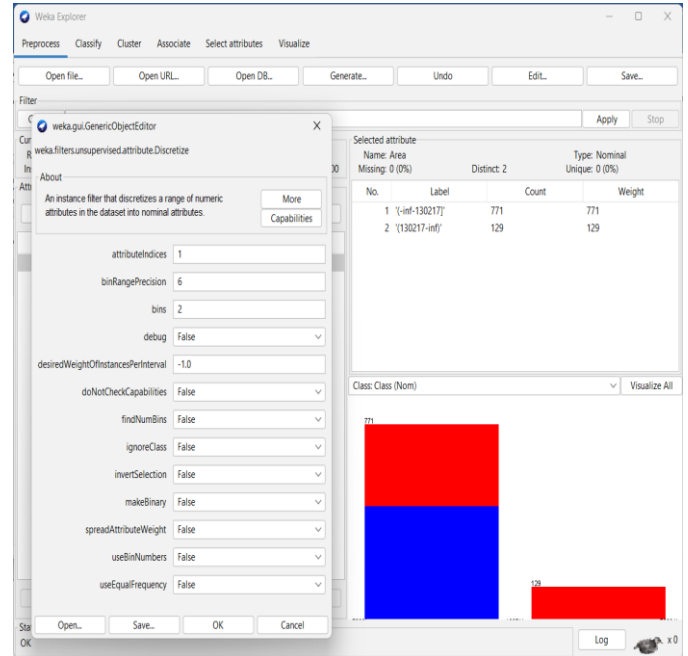 Weka Explorer
Preprocess Classify Cluster Associate Select attributes Visualize
Open file... Open URL... Open DB... Generate... Undo Edit... Save...
Filter
Apply Stop
weka.gui.GenericObjectEditor
weka.filters.unsupervised.attribute.Discretize
About
An instance filter that discretizes a range of numeric
attributes in the dataset into nominal attributes.
More
Capabilities
attributeIndices 1
binRangePrecision 6
bins 2
debug False
desiredWeightOfInstancesPerInterval -1.0
doNotCheckCapabilities False
findNumBins False
ignoreClass False
invertSelection False
makeBinary False
spreadAttributeWeight False
useBinNumbers False
useEqualFrequency False
Open... Save... OK Cancel
Selected attribute
Name: Area Type: Nominal
Missing: 0 (0%) Distinct: 2 Unique: 0 (0%)
No. Label Count Weight
1 '(-inf-130217]' 771 771
2 '(130217-inf)' 129 129
Class: Class (Nom) Visualize All
771
129
OK
Log x 0